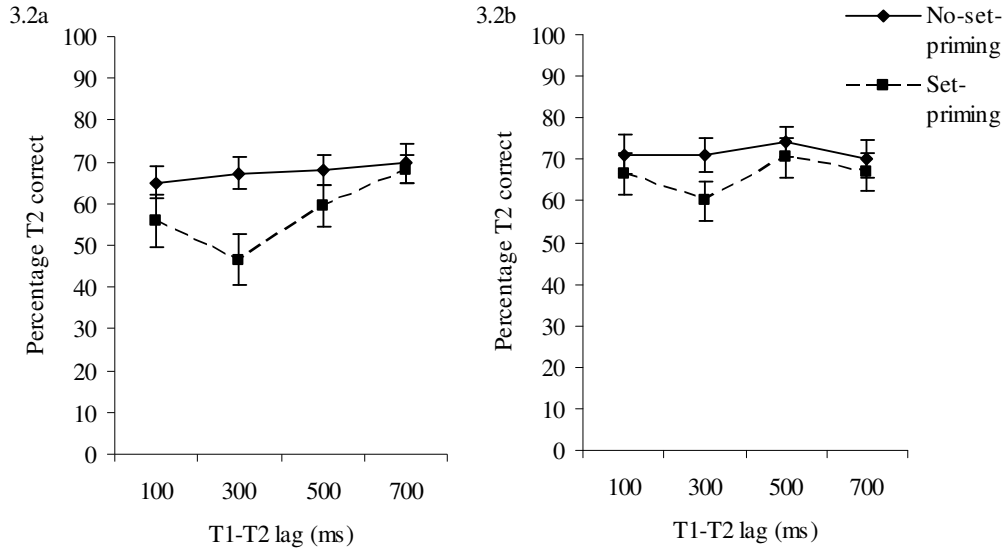 3.2a
100
90
80
70
60
50
40
30
20
10
0
Percentage T2 correct
100 300 500 700
T1-T2 lag (ms)
3.2b
100
90
80
70
60
50
40
30
20
10
0
Percentage T2 correct
100 300 500 700
T1-T2 lag (ms)
No-set-
priming
Set-
priming